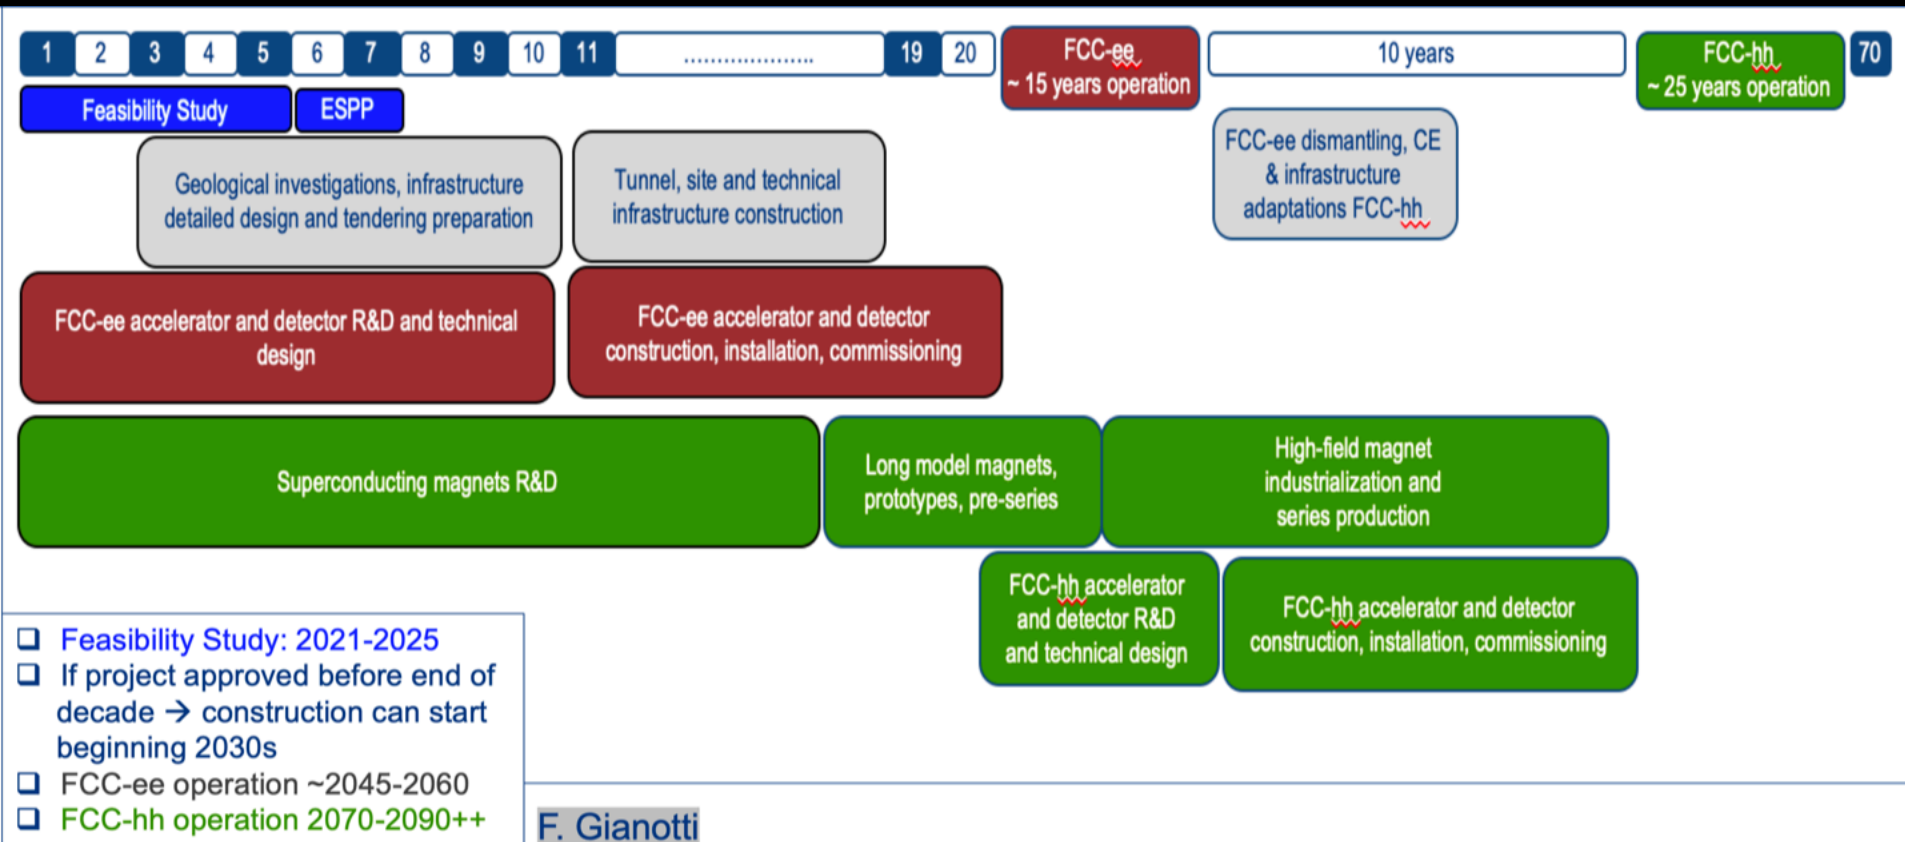 1 2 3 4 5 6 7 8 9 10 11 .................... 19 20
FCC-ee
~ 15 years operation
10 years
FCC-hh
~ 25 years operation
70
Feasibility Study
ESPP
Geological investigations, infrastructure
detailed design and tendering preparation
Tunnel, site and technical
infrastructure construction
FCC-ee dismantling, CE
& infrastructure
adaptations FCC-hh
FCC-ee accelerator and detector R&D and technical
design
FCC-ee accelerator and detector
construction, installation, commissioning
Superconducting magnets R&D
Long model magnets,
prototypes, pre-series
High-field magnet
industrialization and
series production
FCC-hh accelerator
and detector R&D
and technical design
FCC-hh accelerator and detector
construction, installation, commissioning
❑ Feasibility Study: 2021-2025
❑ If project approved before end of
decade → construction can start
beginning 2030s
❑ FCC-ee operation ~2045-2060
❑ FCC-hh operation 2070-2090++
F. Gianotti